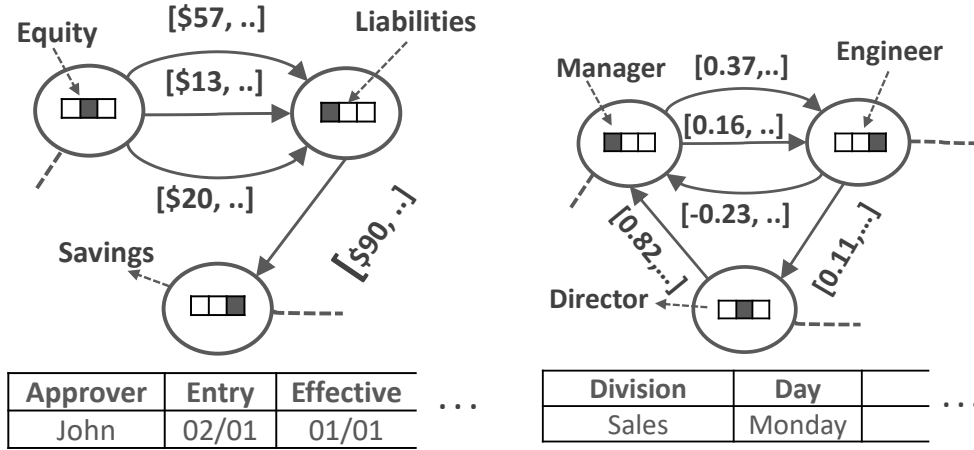 Equity
[$57, ..]
Liabilities
[$13, ..]
[$20, ..]
[$90, ..]
Savings
Approver Entry Effective ...
John 02/01 01/01
Manager
[0.37,..]
Engineer
[0.16, ..]
[-0.23, ..]
[0.82,...]
[0.11,...]
Director
Division Day ...
Sales Monday